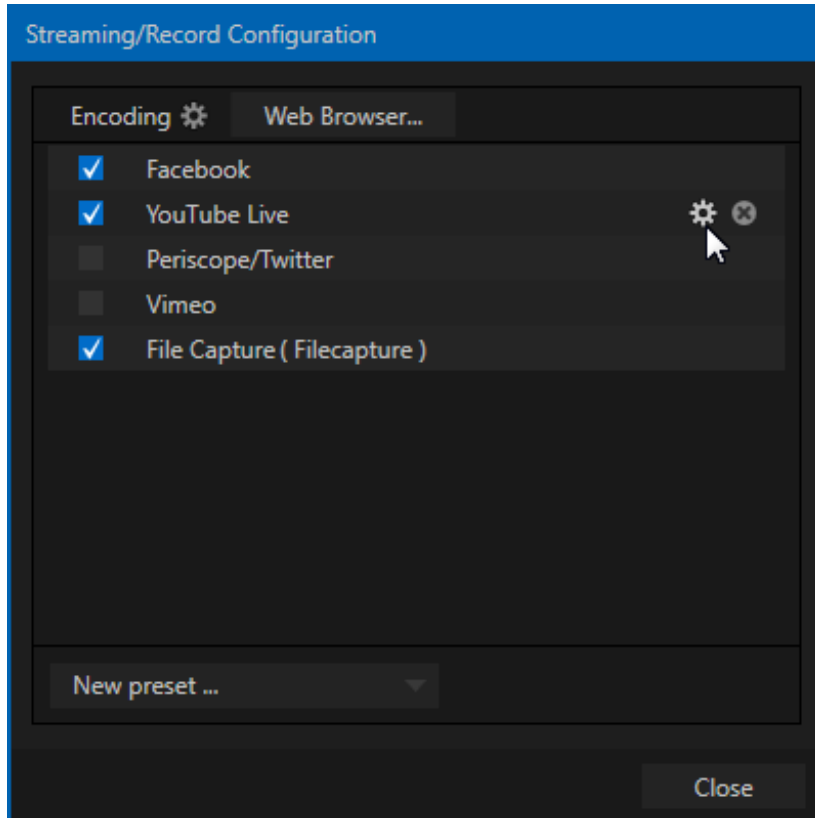 Streaming/Record Configuration
Encoding Web Browser...
Facebook
YouTube Live
Periscope/Twitter
Vimeo
File Capture ( Filecapture )
New preset ...
Close